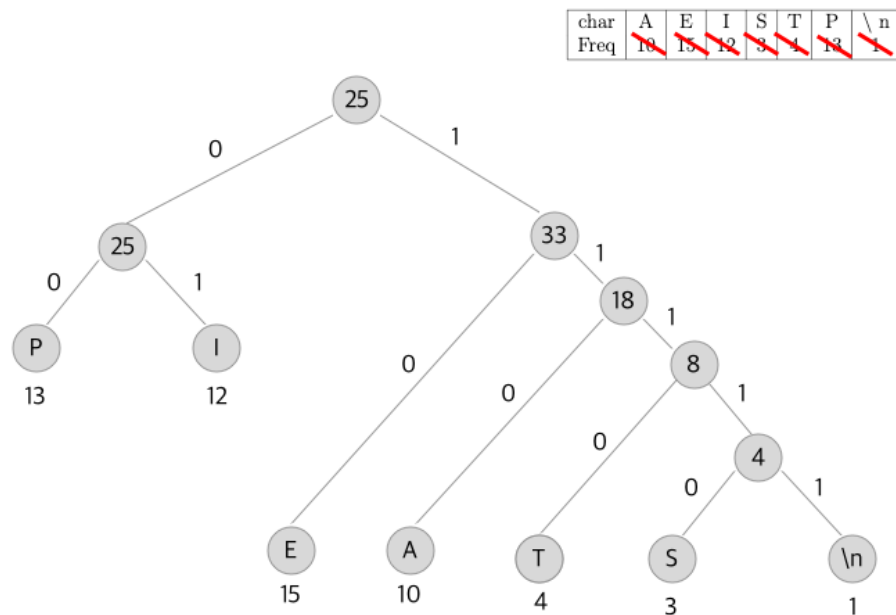 char A E I S T P \ n
Freq 10 15 12 3 4 13 1
25
0 1
25 33
0 1 1
18
1
P I 0 0 8
13 12 0 1
4
0 1
E A T S \n
15 10 4 3 1